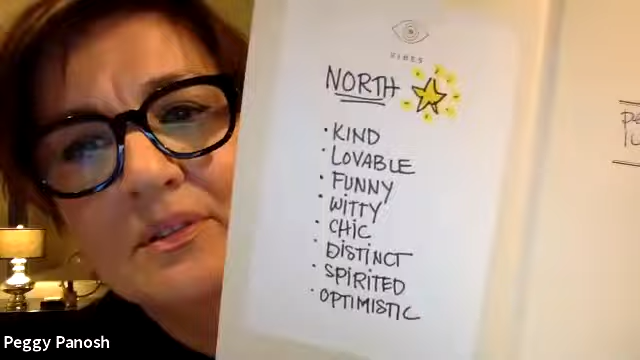 VIBES
NORTH
• KIND
• LOVABLE
• FUNNY
• WITTY
• CHIC
• DISTINCT
• SPIRITED
• OPTIMISTIC
Peggy Panosh